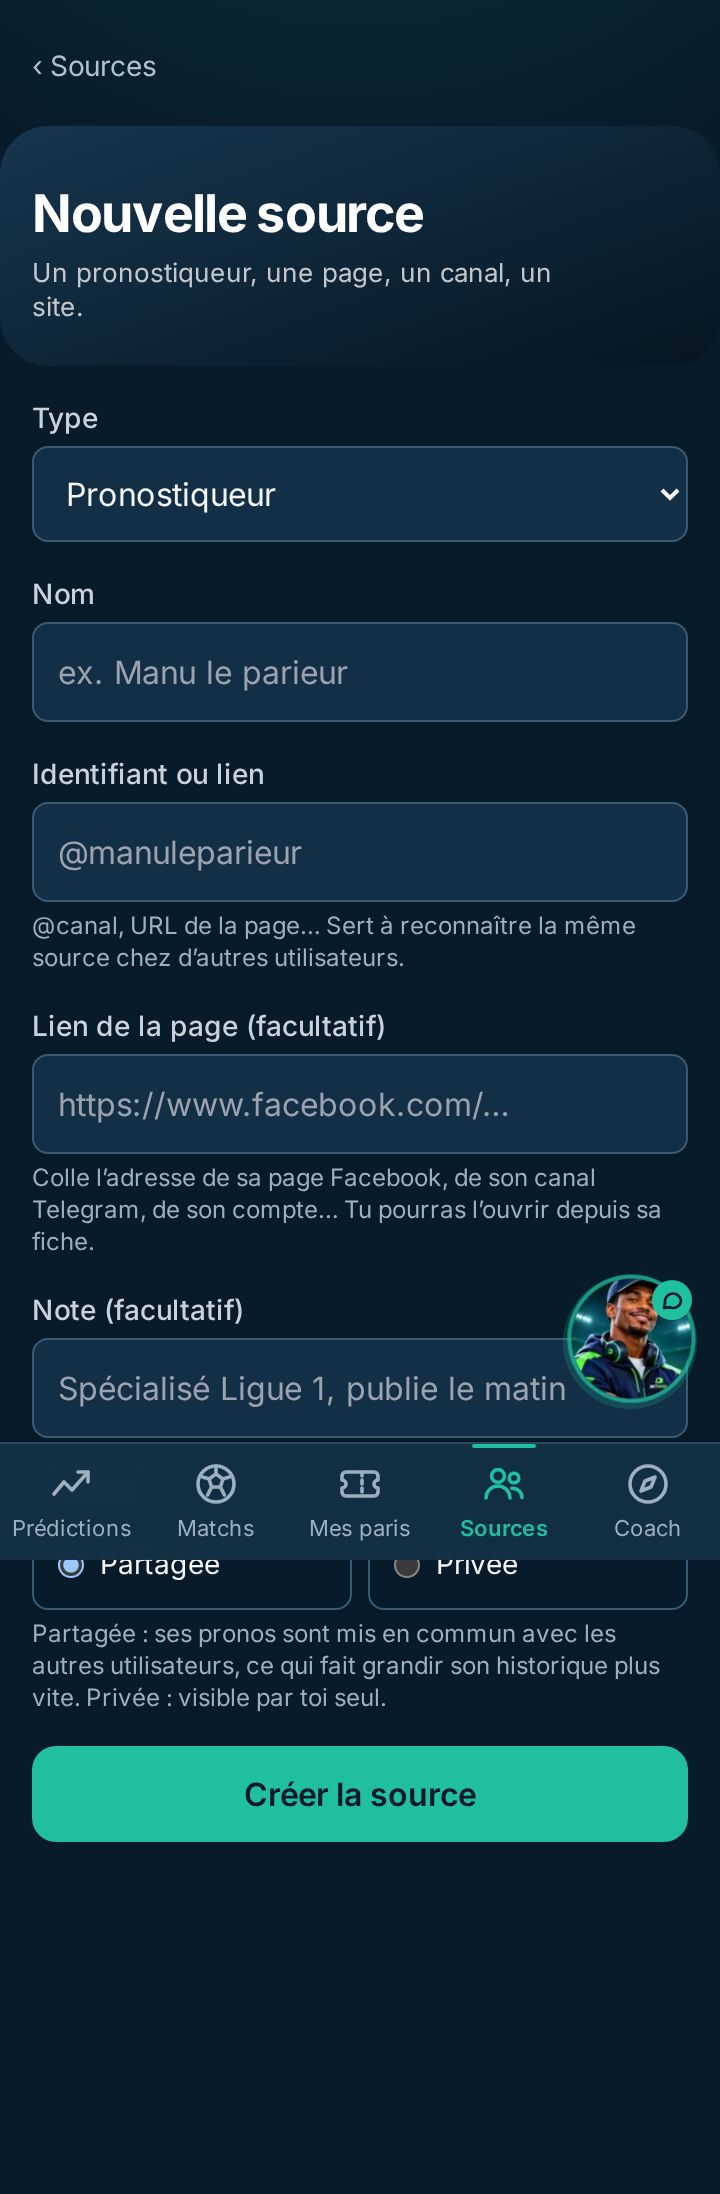 ‹ Sources
Nouvelle source
Un pronostiqueur, une page, un canal, un
site.
Type
Pronostiqueur
Nom
ex. Manu le parieur
Identifiant ou lien
@manuleparieur
@canal, URL de la page… Sert à reconnaître la même
source chez d’autres utilisateurs.
Lien de la page (facultatif)
https://www.facebook.com/…
Colle l’adresse de sa page Facebook, de son canal
Telegram, de son compte… Tu pourras l’ouvrir depuis sa
fiche.
Note (facultatif)
Spécialisé Ligue 1, publie le matin
Prédictions
Matchs
Mes paris
Sources
Coach
Partagée
Privée
Partagée : ses pronos sont mis en commun avec les
autres utilisateurs, ce qui fait grandir son historique plus
vite. Privée : visible par toi seul.
Créer la source